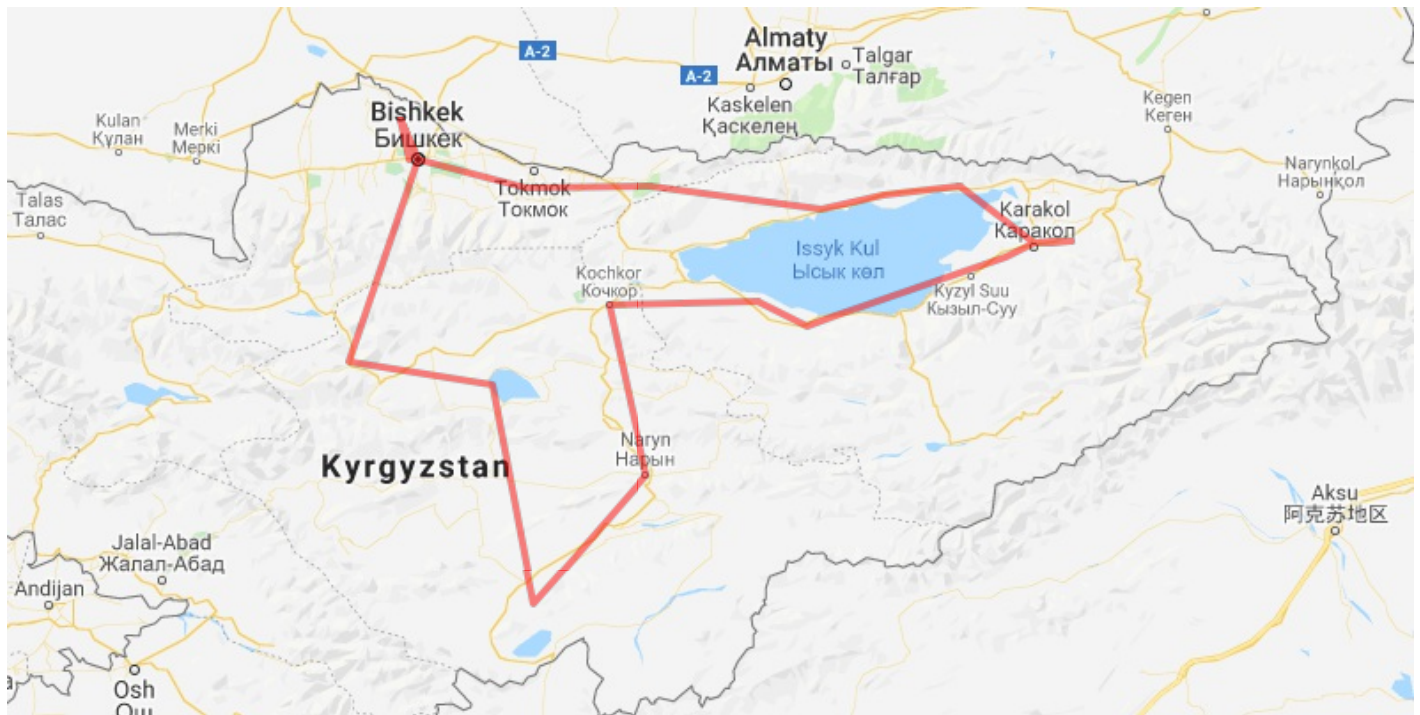 Almaty
Алматы
A-2
A-2
Talgar
Талғар
Kaskelen
Қаскелең
Kegen
Кеген
Bishkek
Бишкек
Kulan
Құлан
Merki
Меркі
Narynkol
Нарынқол
Tokmok
Токмок
Talas
Талас
Karakol
Каракол
Issyk Kul
Ысык көл
Kochkor
Кочкор
Kyzyl Suu
Кызыл-Суу
Naryn
Нарын
Kyrgyzstan
Aksu
阿克苏地区
Jalal-Abad
Жалал-Абад
Andijan
Osh